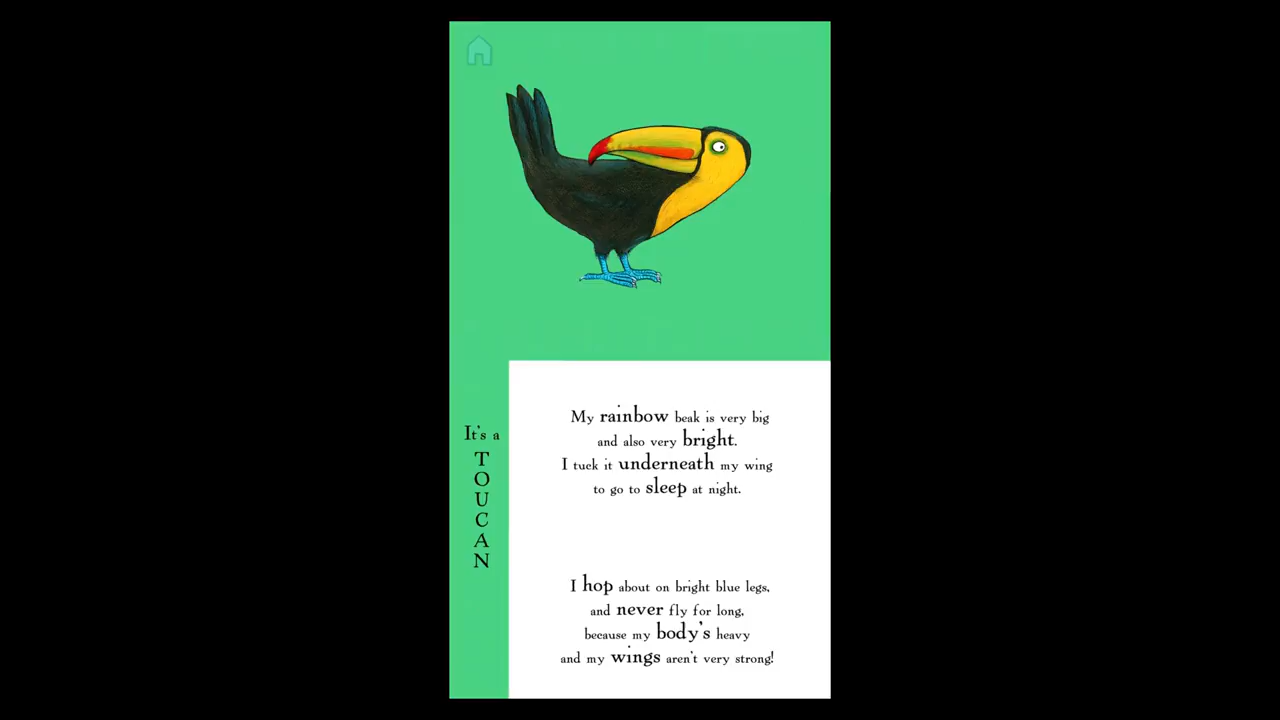 It's a
TOUCAN
My rainbow beak is very big
and also very bright.
I tuck it underneath my wing
to go to sleep at night.
I hop about on bright blue legs,
and never fly for long,
because my body's heavy
and my wings aren't very strong!